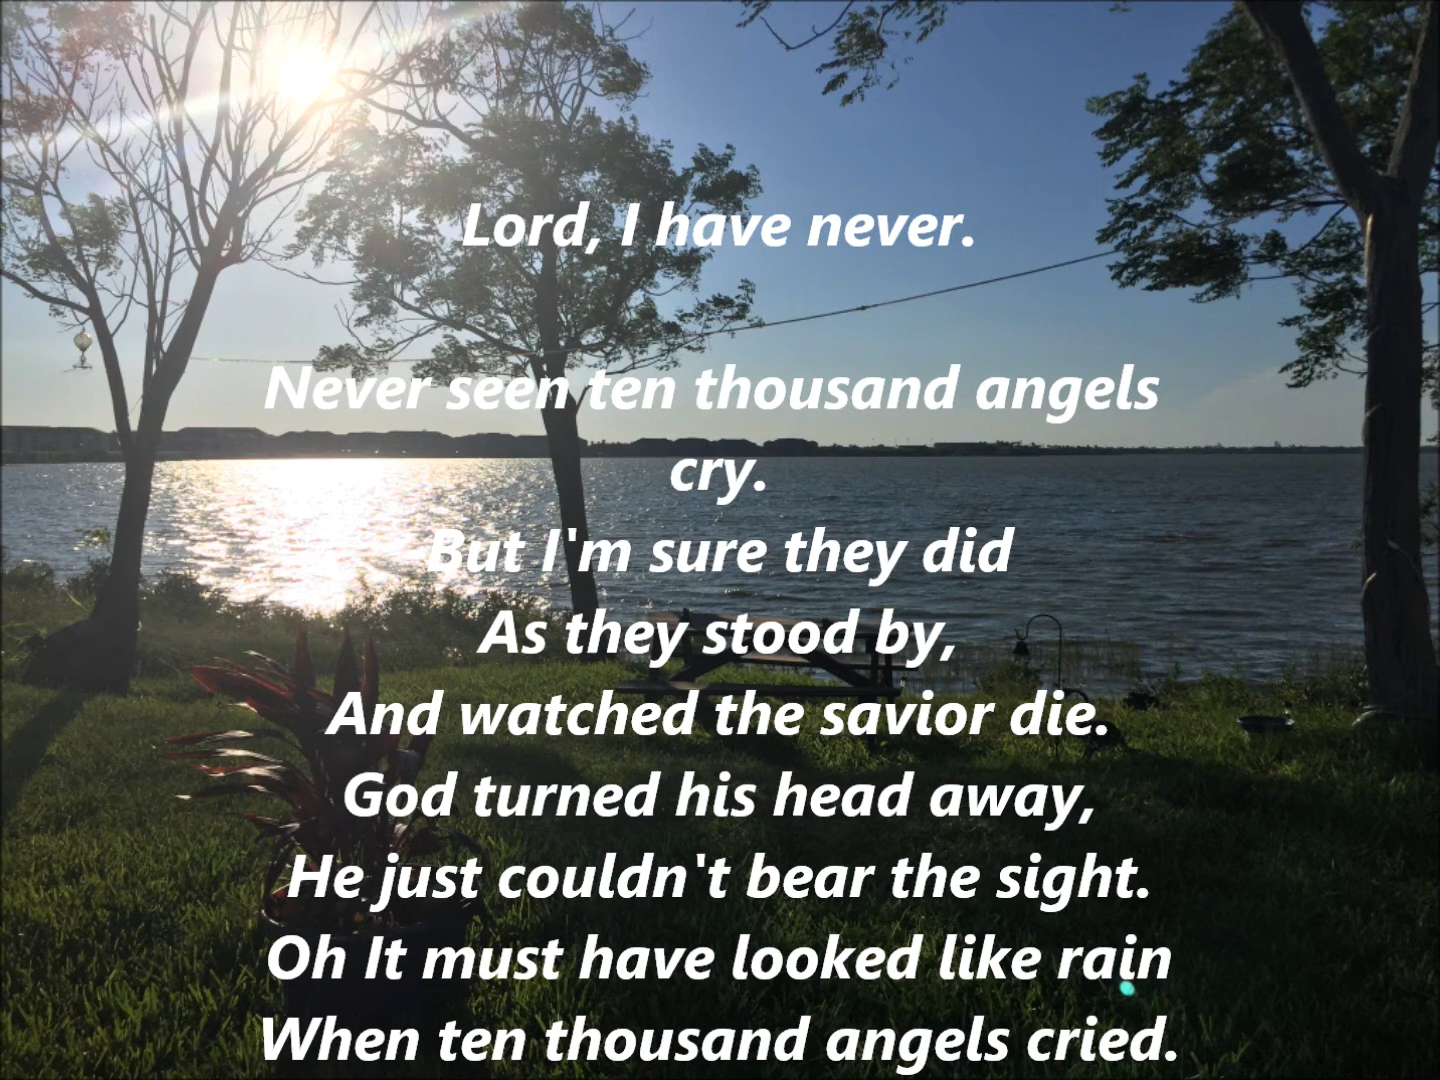 Lord, I have never.
Never seen ten thousand angels
cry.
But I'm sure they did
As they stood by,
And watched the savior die.
God turned his head away,
He just couldn't bear the sight.
Oh It must have looked like rain
When ten thousand angels cried.